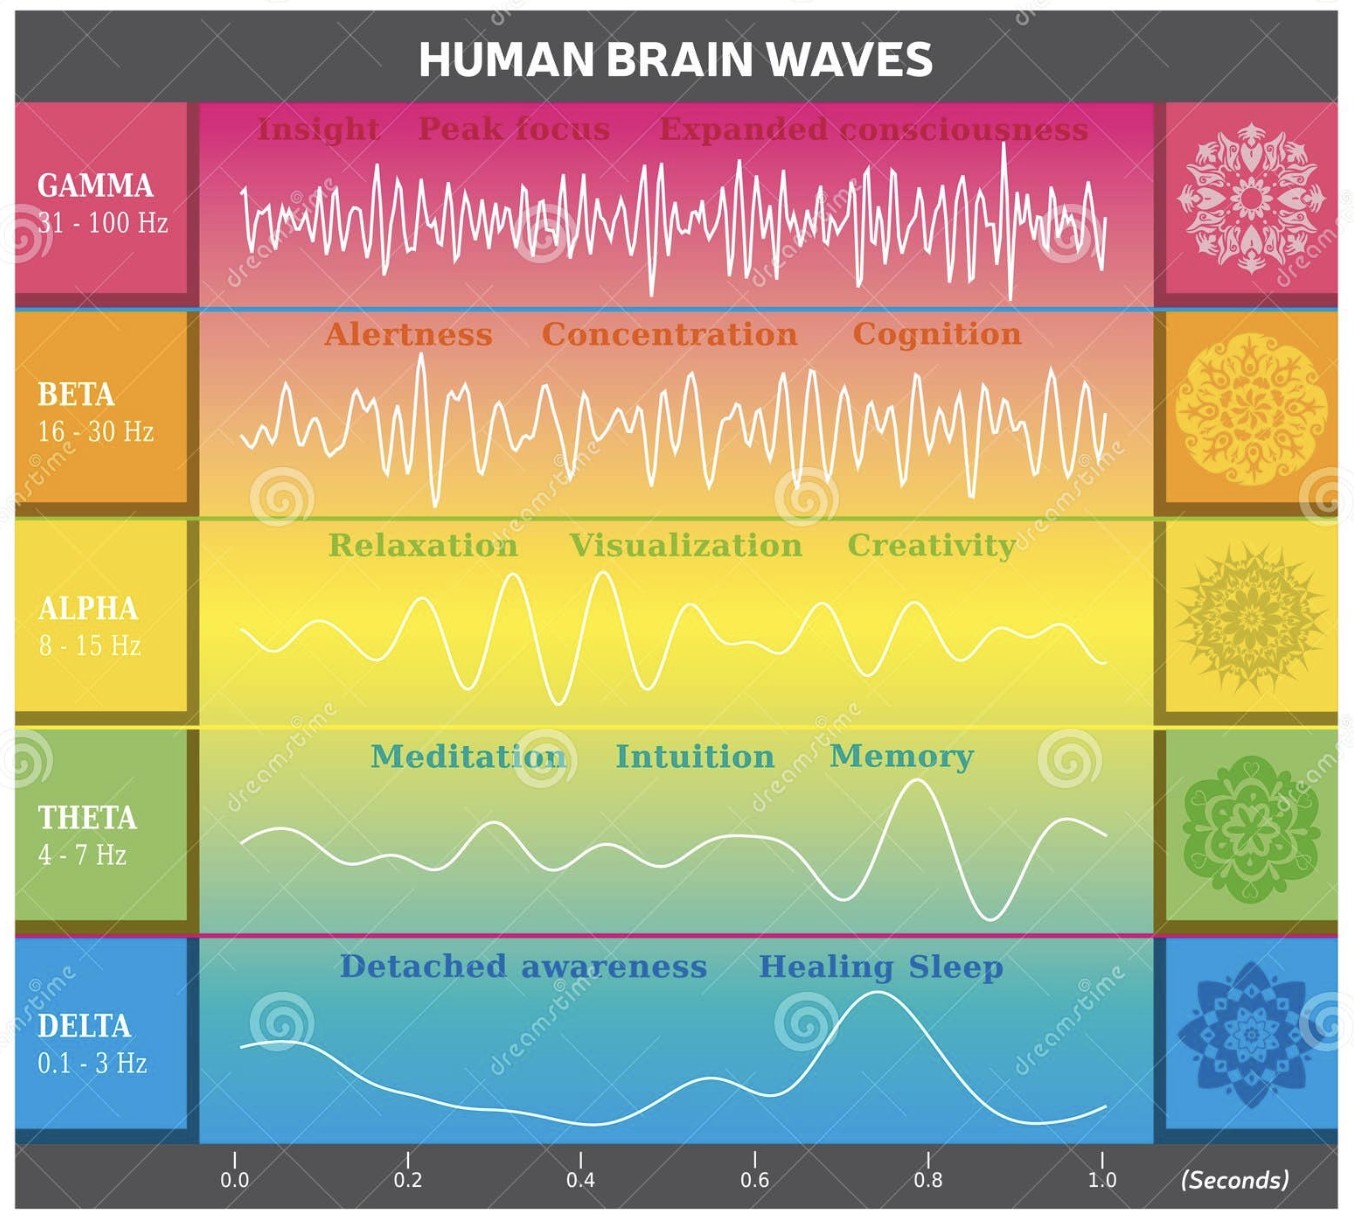 HUMAN BRAIN WAVES
Insight Peak focus Expanded consciousness
GAMMA
31 - 100 Hz
Alertness Concentration Cognition
BETA
16 - 30 Hz
Relaxation Visualization Creativity
ALPHA
8 - 15 Hz
Meditation Intuition Memory
THETA
4 - 7 Hz
Detached awareness Healing Sleep
DELTA
0.1 - 3 Hz
0.0 0.2 0.4 0.6 0.8 1.0 (Seconds)
dreamstime